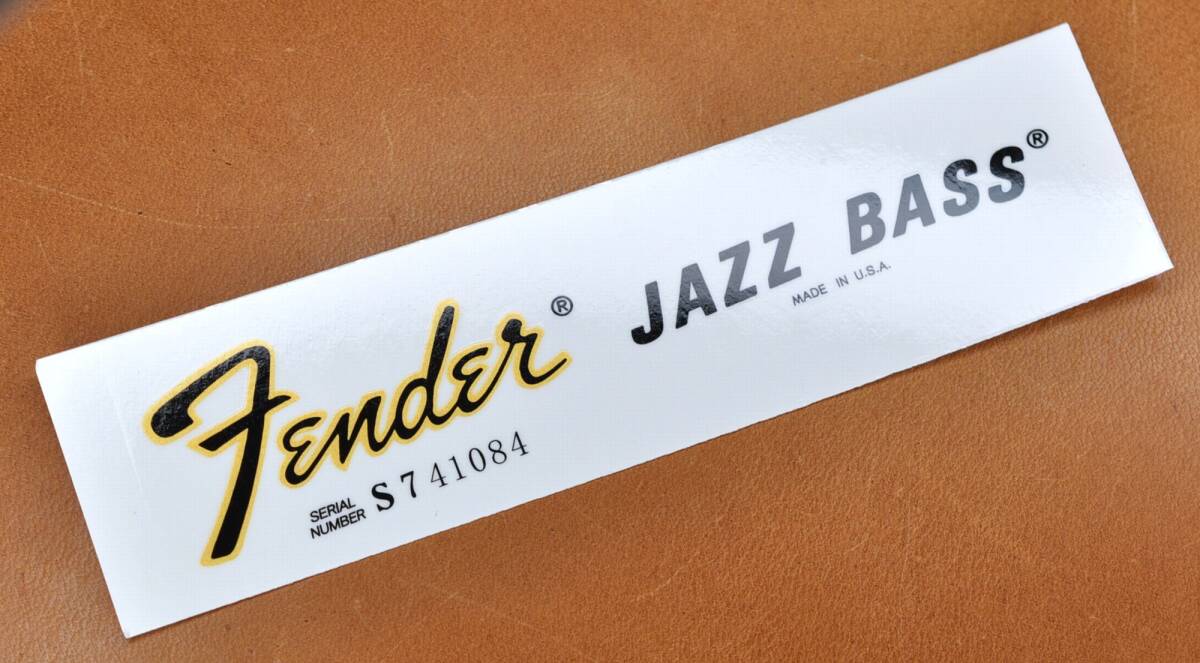 Fender®
SERIAL
NUMBER S741084
JAZZ BASS®
MADE IN U.S.A.